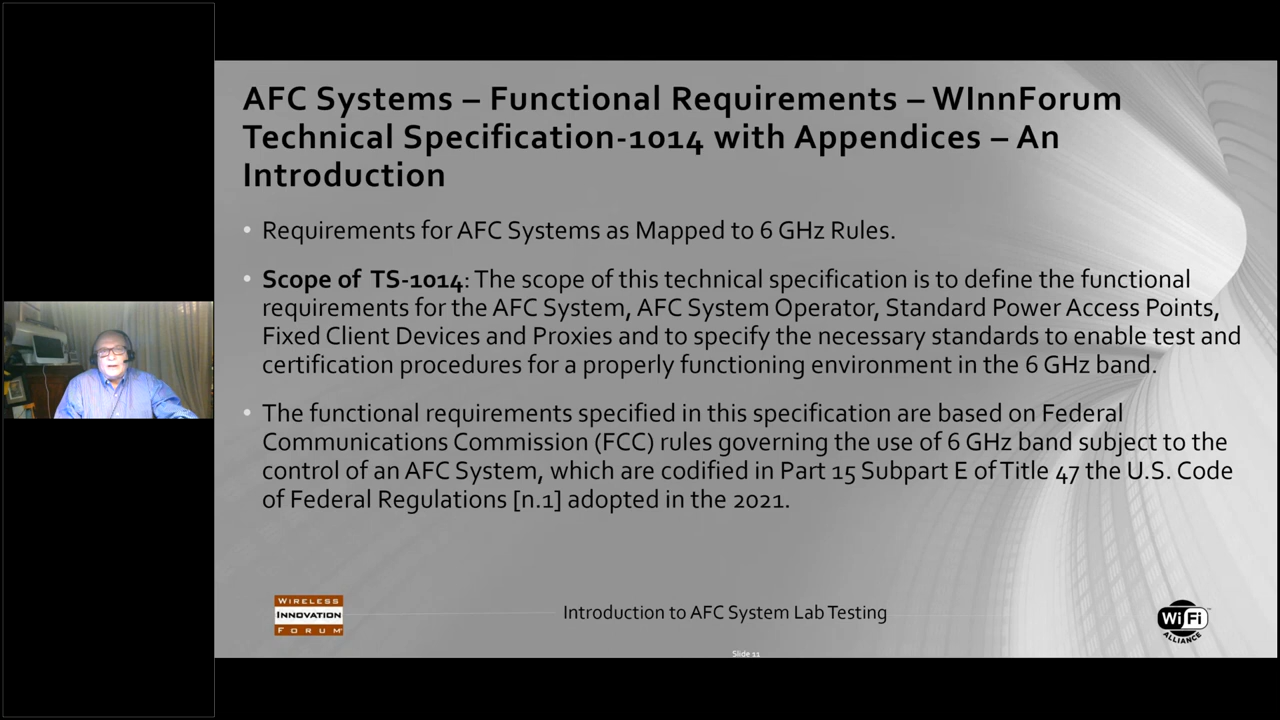 AFC Systems – Functional Requirements – WInnForum
Technical Specification-1014 with Appendices – An
Introduction
• Requirements for AFC Systems as Mapped to 6 GHz Rules.
• Scope of TS-1014: The scope of this technical specification is to define the functional
requirements for the AFC System, AFC System Operator, Standard Power Access Points,
Fixed Client Devices and Proxies and to specify the necessary standards to enable test and
certification procedures for a properly functioning environment in the 6 GHz band.
• The functional requirements specified in this specification are based on Federal
Communications Commission (FCC) rules governing the use of 6 GHz band subject to the
control of an AFC System, which are codified in Part 15 Subpart E of Title 47 the U.S. Code
of Federal Regulations [n.1] adopted in the 2021.
WIRELESS
INNOVATION
FORUM
Introduction to AFC System Lab Testing
Wi Fi
ALLIANCE
Slide 11